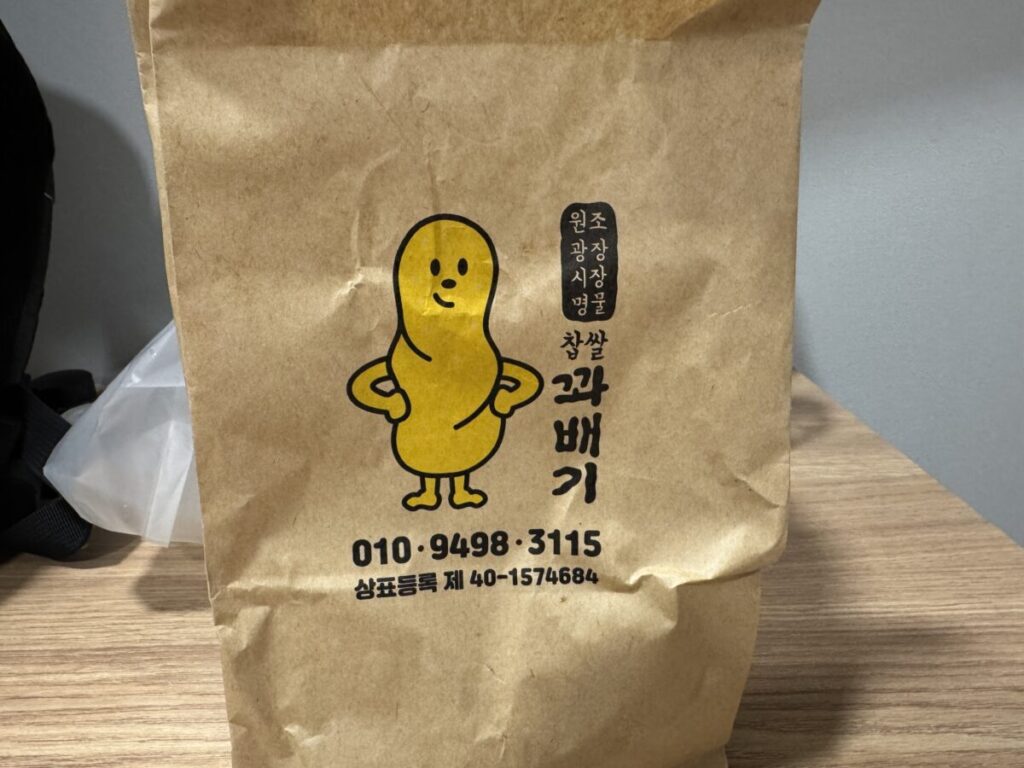 원조
광장
시장
명물
찹쌀
꽈배기
010·9498·3115
상표등록 제 40-1574684